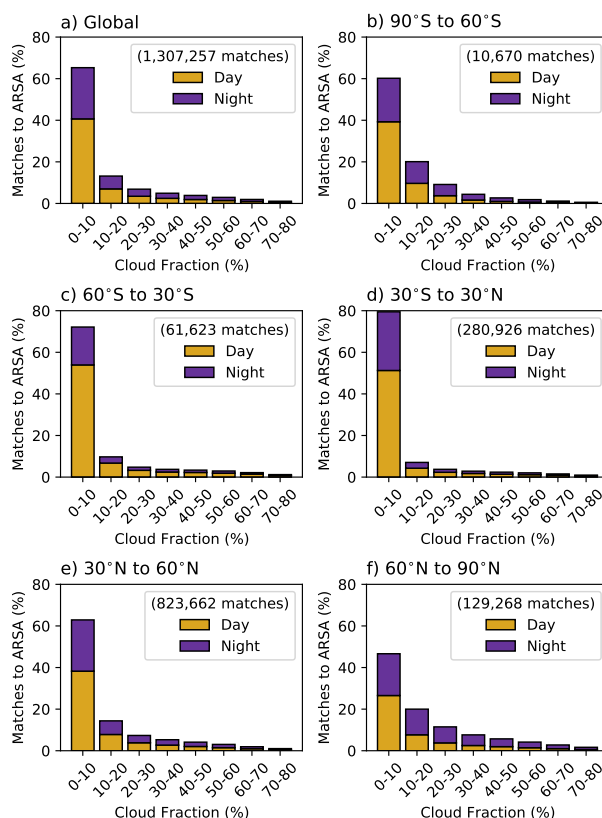 a) Global
Matches to ARSA (%)
80
60
40
20
0
(1,307,257 matches)
Day
Night
0-10
10-20
20-30
30-40
40-50
50-60
60-70
70-80
Cloud Fraction (%)
b) 90°S to 60°S
Matches to ARSA (%)
80
60
40
20
0
(10,670 matches)
Day
Night
0-10
10-20
20-30
30-40
40-50
50-60
60-70
70-80
Cloud Fraction (%)
c) 60°S to 30°S
Matches to ARSA (%)
80
60
40
20
0
(61,623 matches)
Day
Night
0-10
10-20
20-30
30-40
40-50
50-60
60-70
70-80
Cloud Fraction (%)
d) 30°S to 30°N
Matches to ARSA (%)
80
60
40
20
0
(280,926 matches)
Day
Night
0-10
10-20
20-30
30-40
40-50
50-60
60-70
70-80
Cloud Fraction (%)
e) 30°N to 60°N
Matches to ARSA (%)
80
60
40
20
0
(823,662 matches)
Day
Night
0-10
10-20
20-30
30-40
40-50
50-60
60-70
70-80
Cloud Fraction (%)
f) 60°N to 90°N
Matches to ARSA (%)
80
60
40
20
0
(129,268 matches)
Day
Night
0-10
10-20
20-30
30-40
40-50
50-60
60-70
70-80
Cloud Fraction (%)